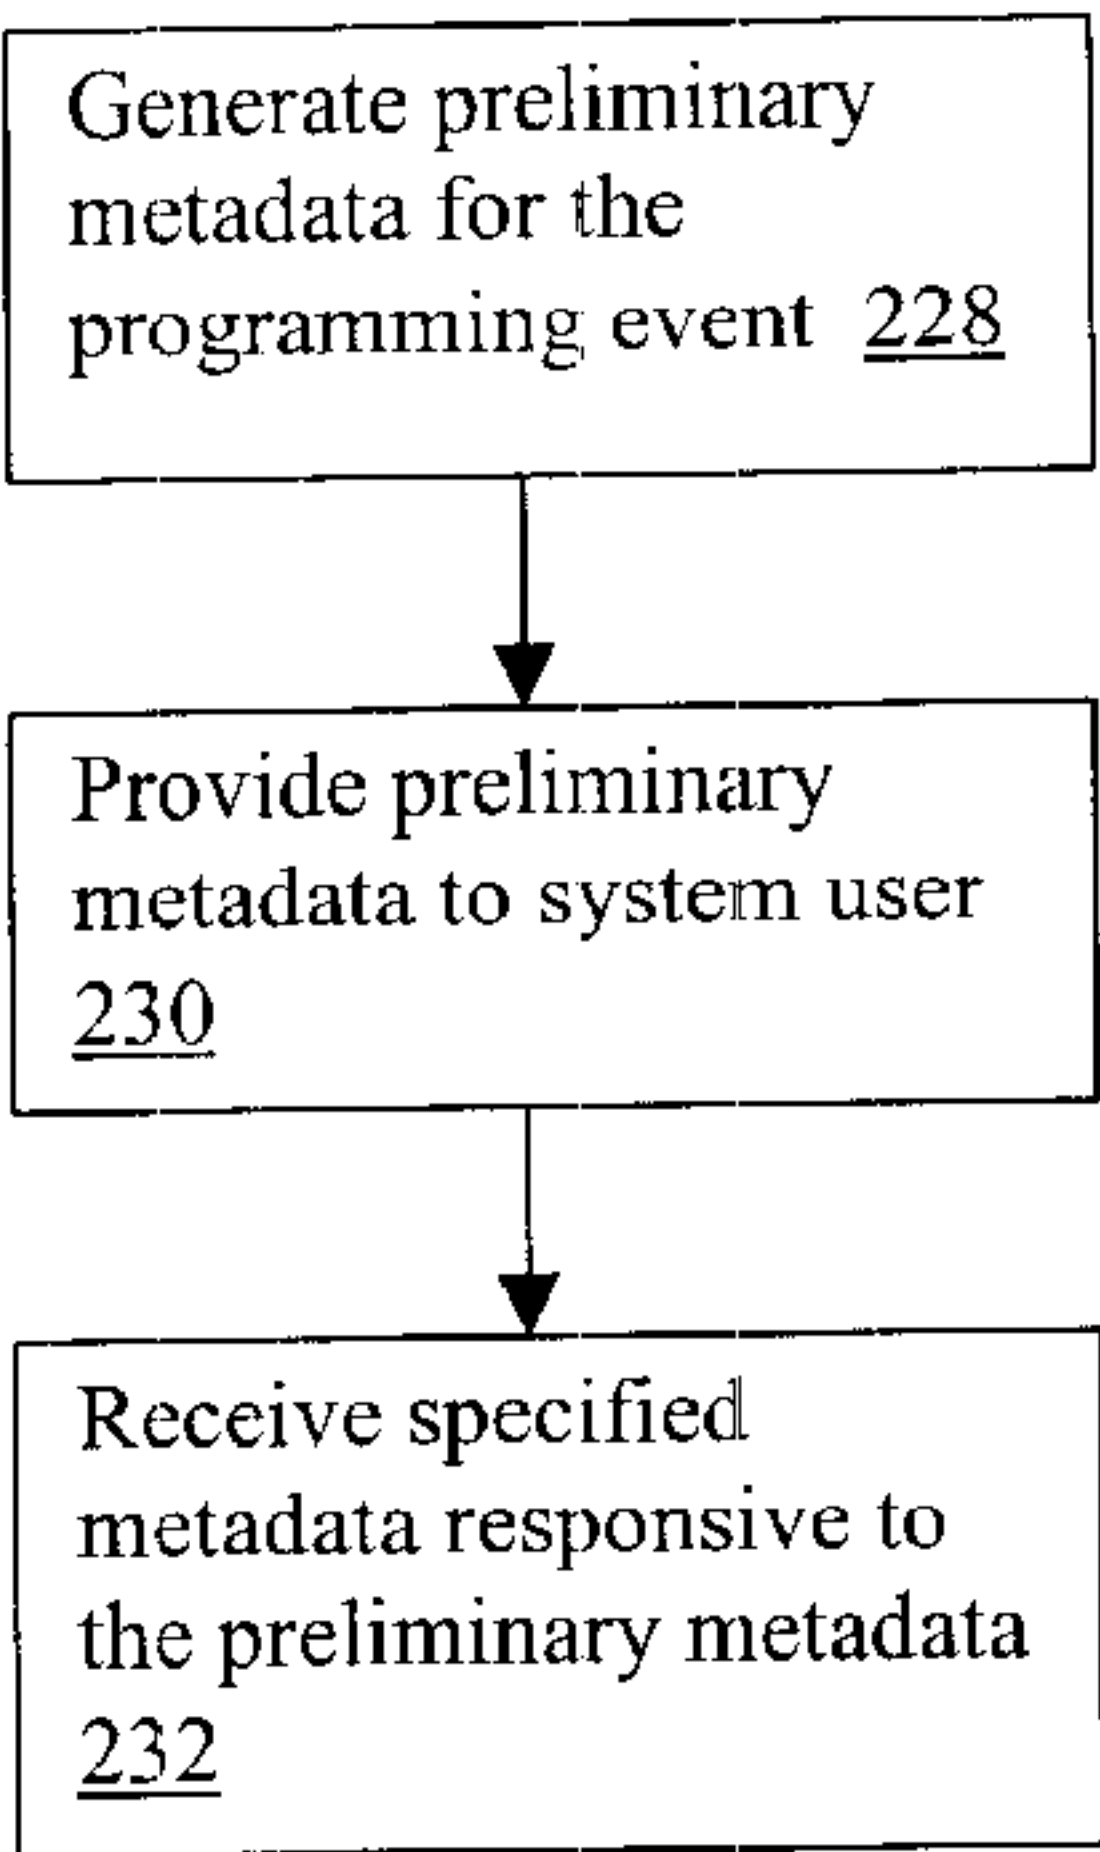 Generate preliminary
metadata for the
programming event 228
Provide preliminary
metadata to system user
230
Receive specified
metadata responsive to
the preliminary metadata
232